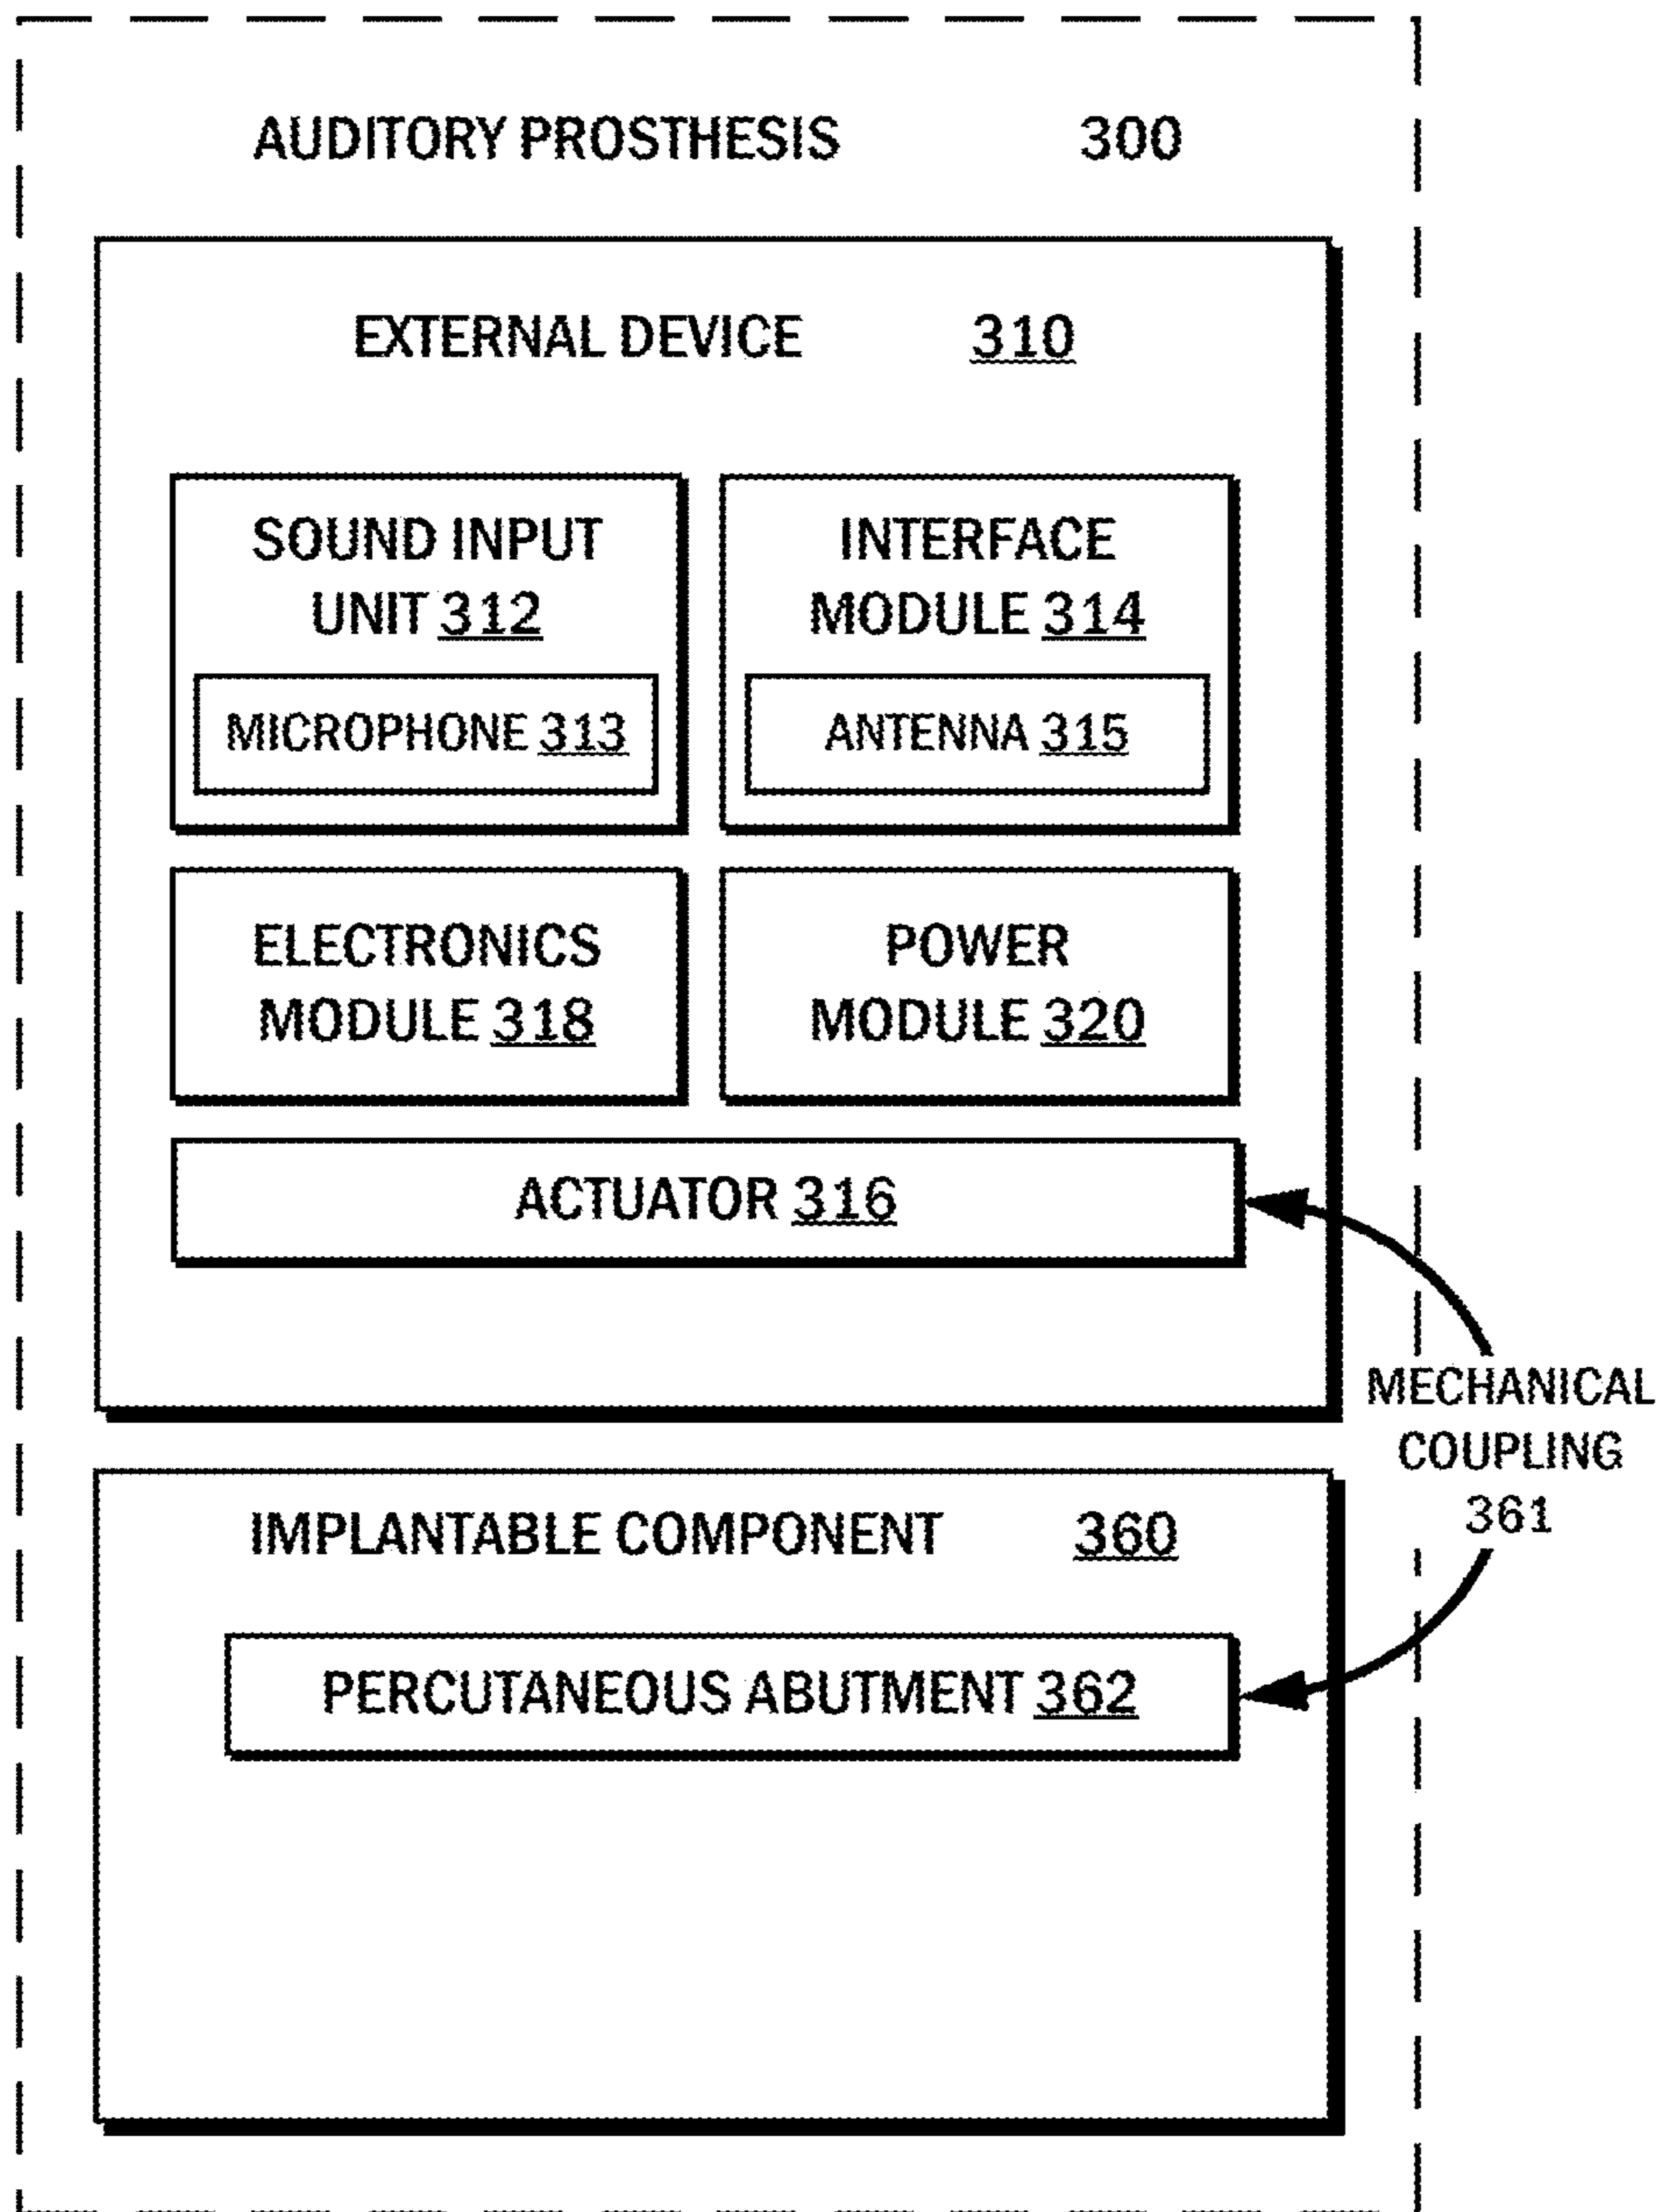 AUDITORY PROSTHESIS 300
EXTERNAL DEVICE 310
SOUND INPUT
UNIT 312
MICROPHONE 313
INTERFACE
MODULE 314
ANTENNA 315
ELECTRONICS
MODULE 318
POWER
MODULE 320
ACTUATOR 316
MECHANICAL
COUPLING
361
IMPLANTABLE COMPONENT 360
PERCUTANEOUS ABUTMENT 362